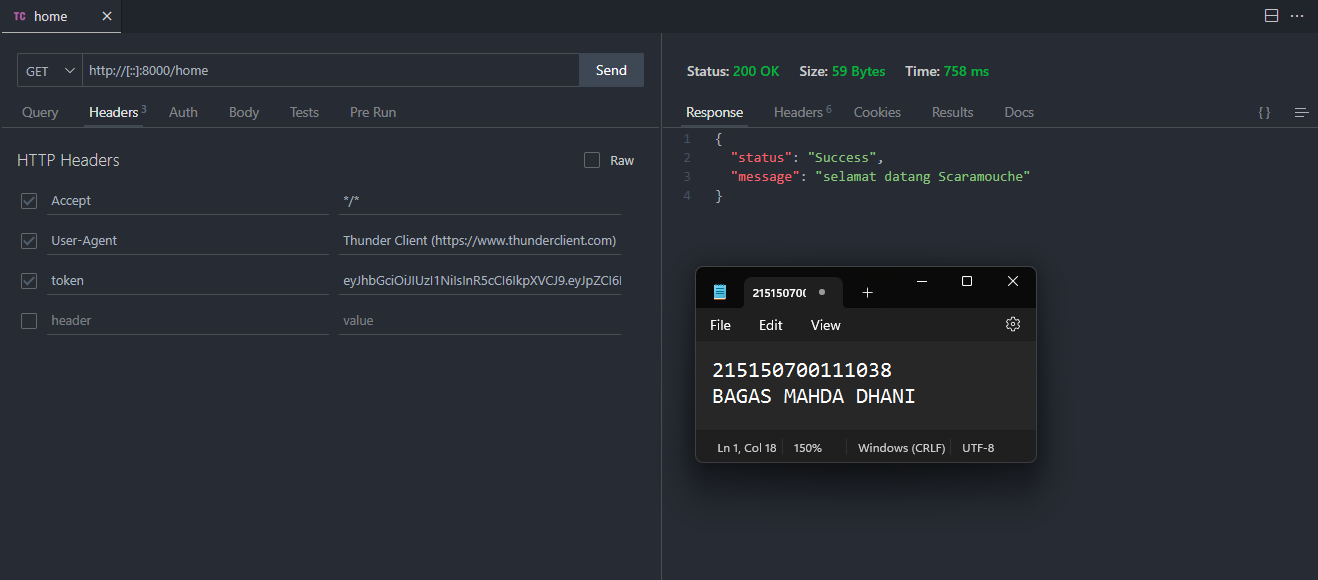 TC home
GET http://[::]:8000/home Send
Query Headers 3 Auth Body Tests Pre Run
HTTP Headers Raw
Accept */*
User-Agent Thunder Client (https://www.thunderclient.com)
token eyJhbGciOiJIUzI1NiIsInR5cCI6IkpXVCJ9.eyJpZCI6I
header value
Status: 200 OK Size: 59 Bytes Time: 758 ms
Response Headers 6 Cookies Results Docs { }
1 {
2 "status": "Success",
3 "message": "selamat datang Scaramouche"
4 }
215150700
File Edit View
215150700111038
BAGAS MAHDA DHANI
Ln 1, Col 18 150% Windows (CRLF) UTF-8